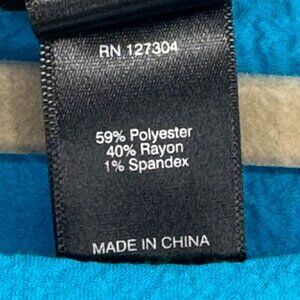 RN 127304
59% Polyester
40% Rayon
1% Spandex
MADE IN CHINA